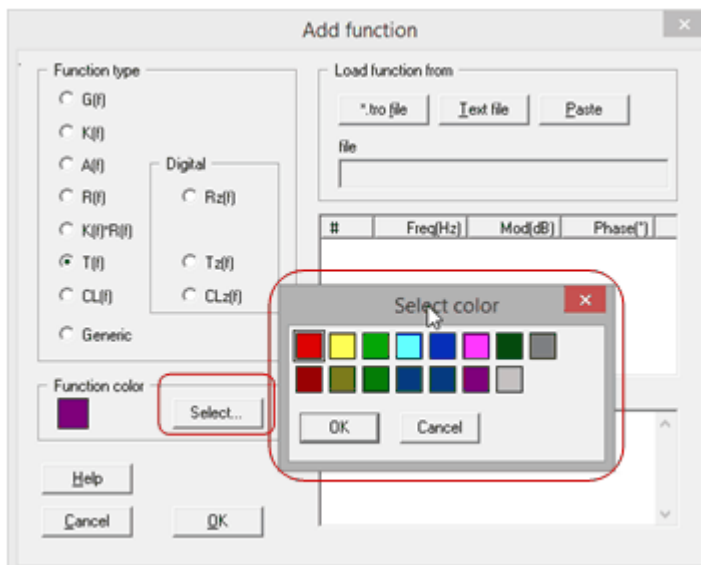 Add function
Function type
G(f)
K(f)
A(f)
R(f)
K(f)*R(f)
T(f)
CL(f)
Generic
Digital
Rz(f)
Tz(f)
CLz(f)
Load function from
*.tro file
Text file
Paste
file
# Freq(Hz) Mod(dB) Phase(°)
Function color
Select...
Select color
OK
Cancel
Help
Cancel
OK